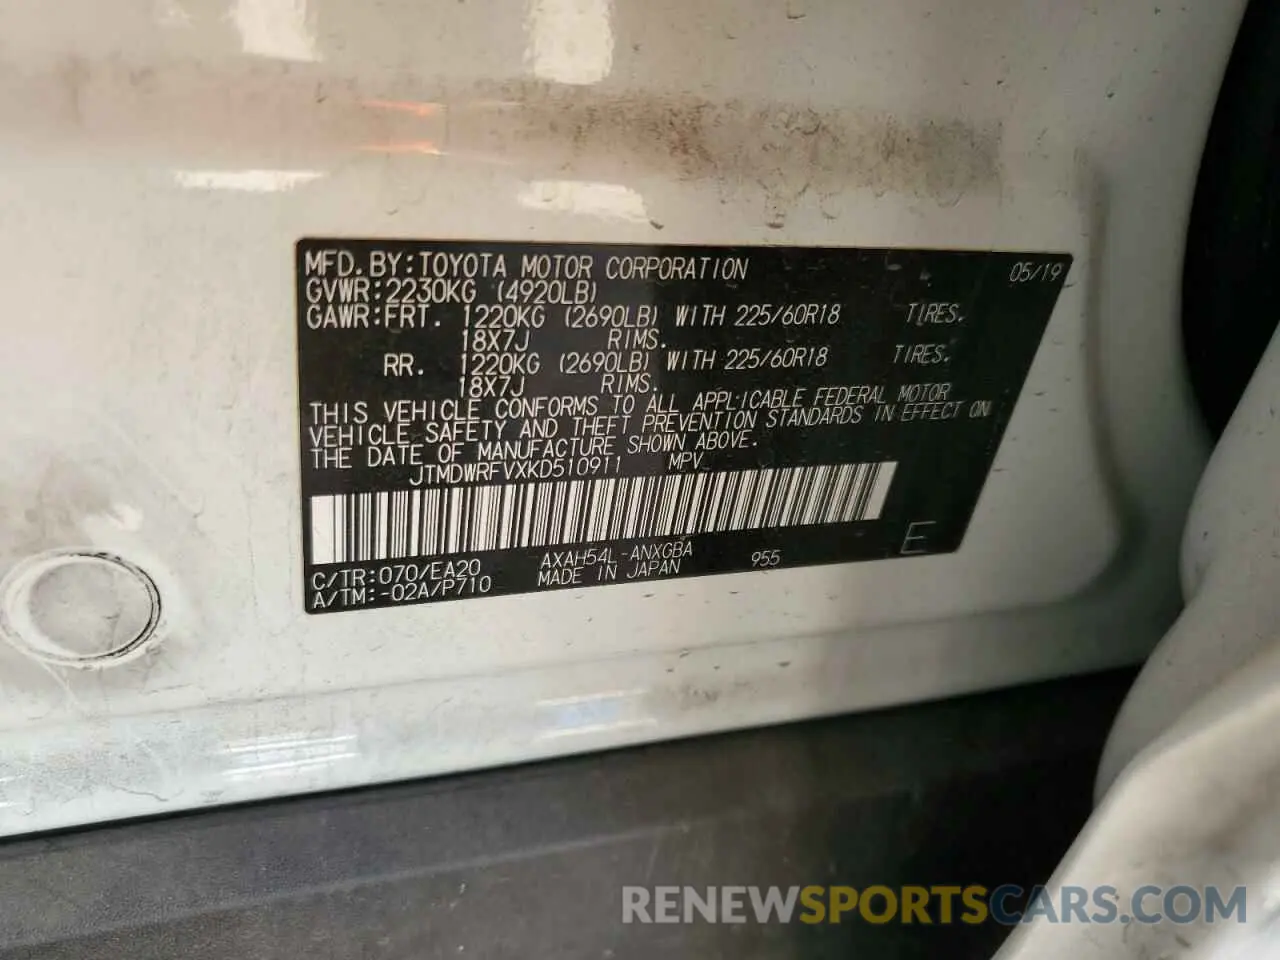 MFD.BY:TOYOTA MOTOR CORPORATION 05/19
GVWR:2230KG (4920LB)
GAWR:FRT. 1220KG (2690LB) WITH 225/60R18 TIRES.
18X7J RIMS.
RR. 1220KG (2690LB) WITH 225/60R18 TIRES.
18X7J RIMS.
THIS VEHICLE CONFORMS TO ALL APPLICABLE FEDERAL MOTOR
VEHICLE SAFETY AND THEFT PREVENTION STANDARDS IN EFFECT ON
THE DATE OF MANUFACTURE SHOWN ABOVE.
JTMDWRFVXKD510911 MPV
C/TR:070/EA20 AXAH54L-ANXGBA 955 E
A/TM:-02A/P710 MADE IN JAPAN
RENEWSPORTSCARS.COM